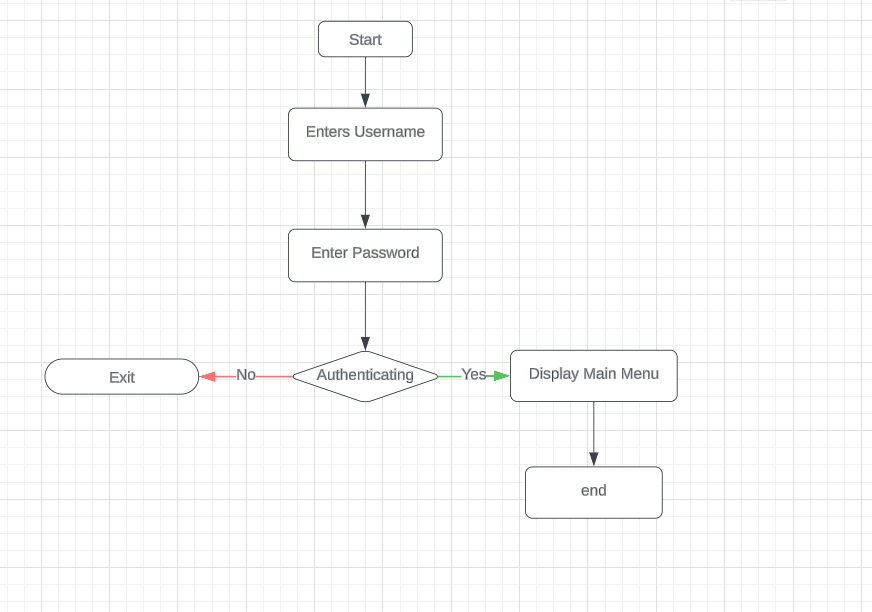 Start
Enters Username
Enter Password
Exit
No
Authenticating
Yes
Display Main Menu
end